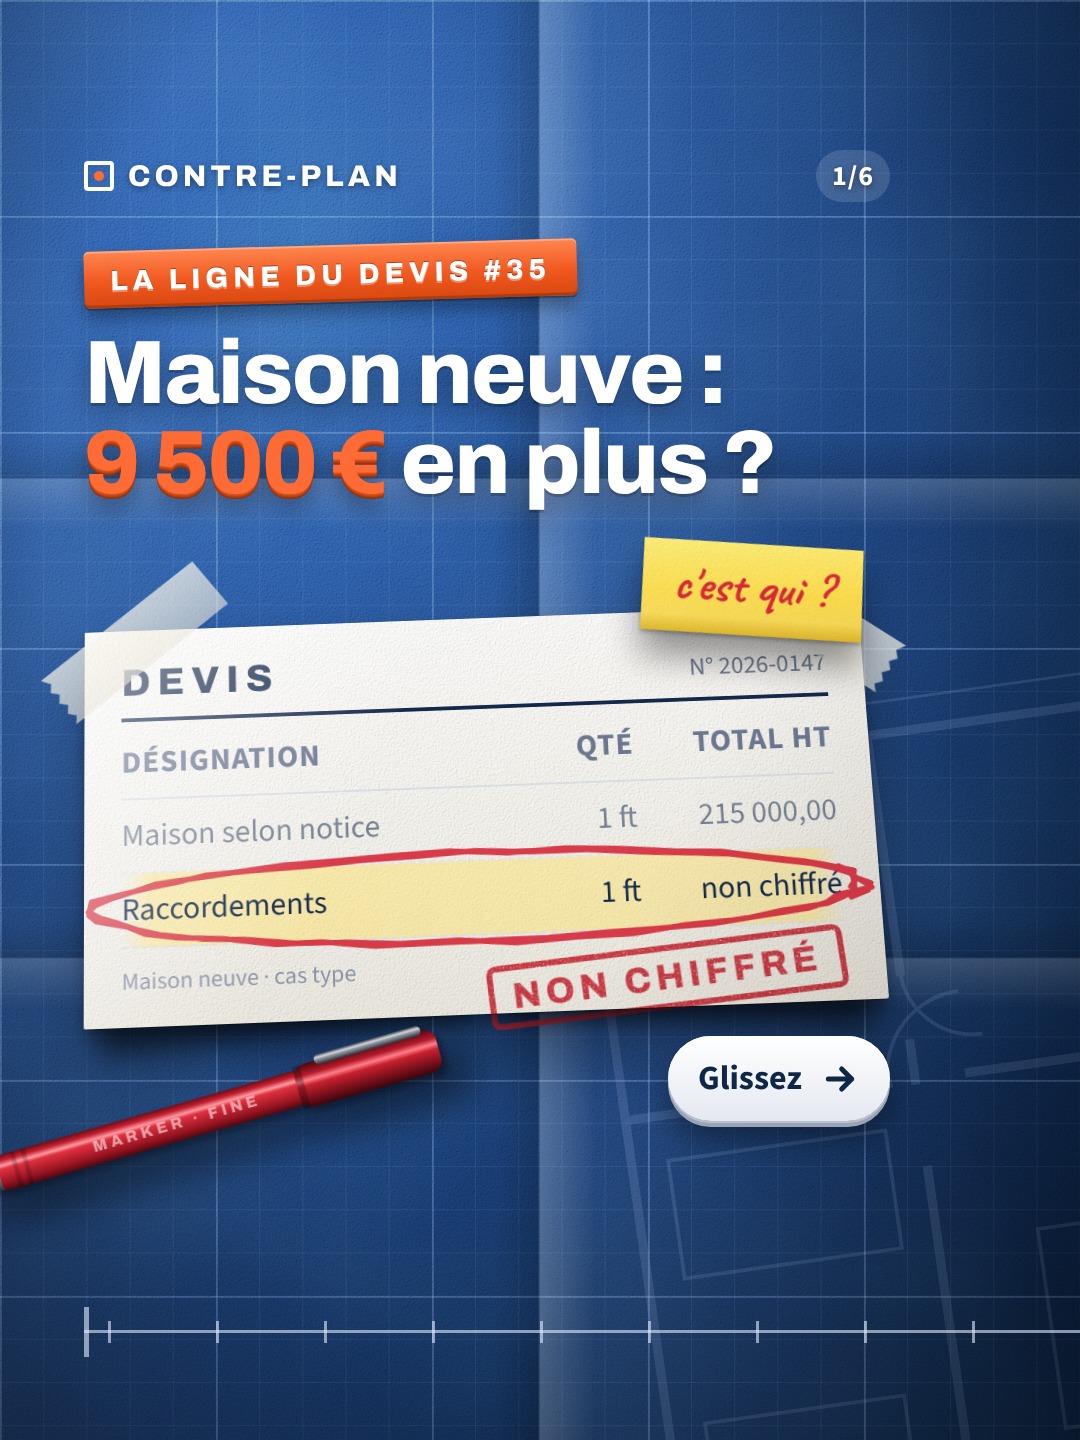 CONTRE-PLAN
1/6
LA LIGNE DU DEVIS #35
Maison neuve :
9 500 € en plus ?
c'est qui ?
DEVIS
N° 2026-0147
DÉSIGNATION QTÉ TOTAL HT
Maison selon notice 1 ft 215 000,00
Raccordements 1 ft non chiffré
Maison neuve · cas type
NON CHIFFRÉ
Glissez →
MARKER · FINE